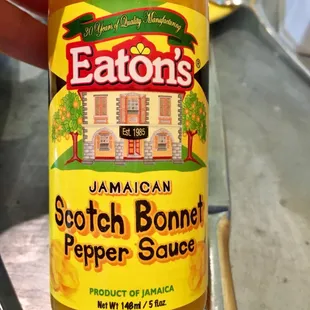 30 Years of Quality Manufacturing
Eaton's®
Est. 1985
JAMAICAN
Scotch Bonnet
Pepper Sauce
PRODUCT OF JAMAICA
Net Wt 148ml / 5 fl.oz.